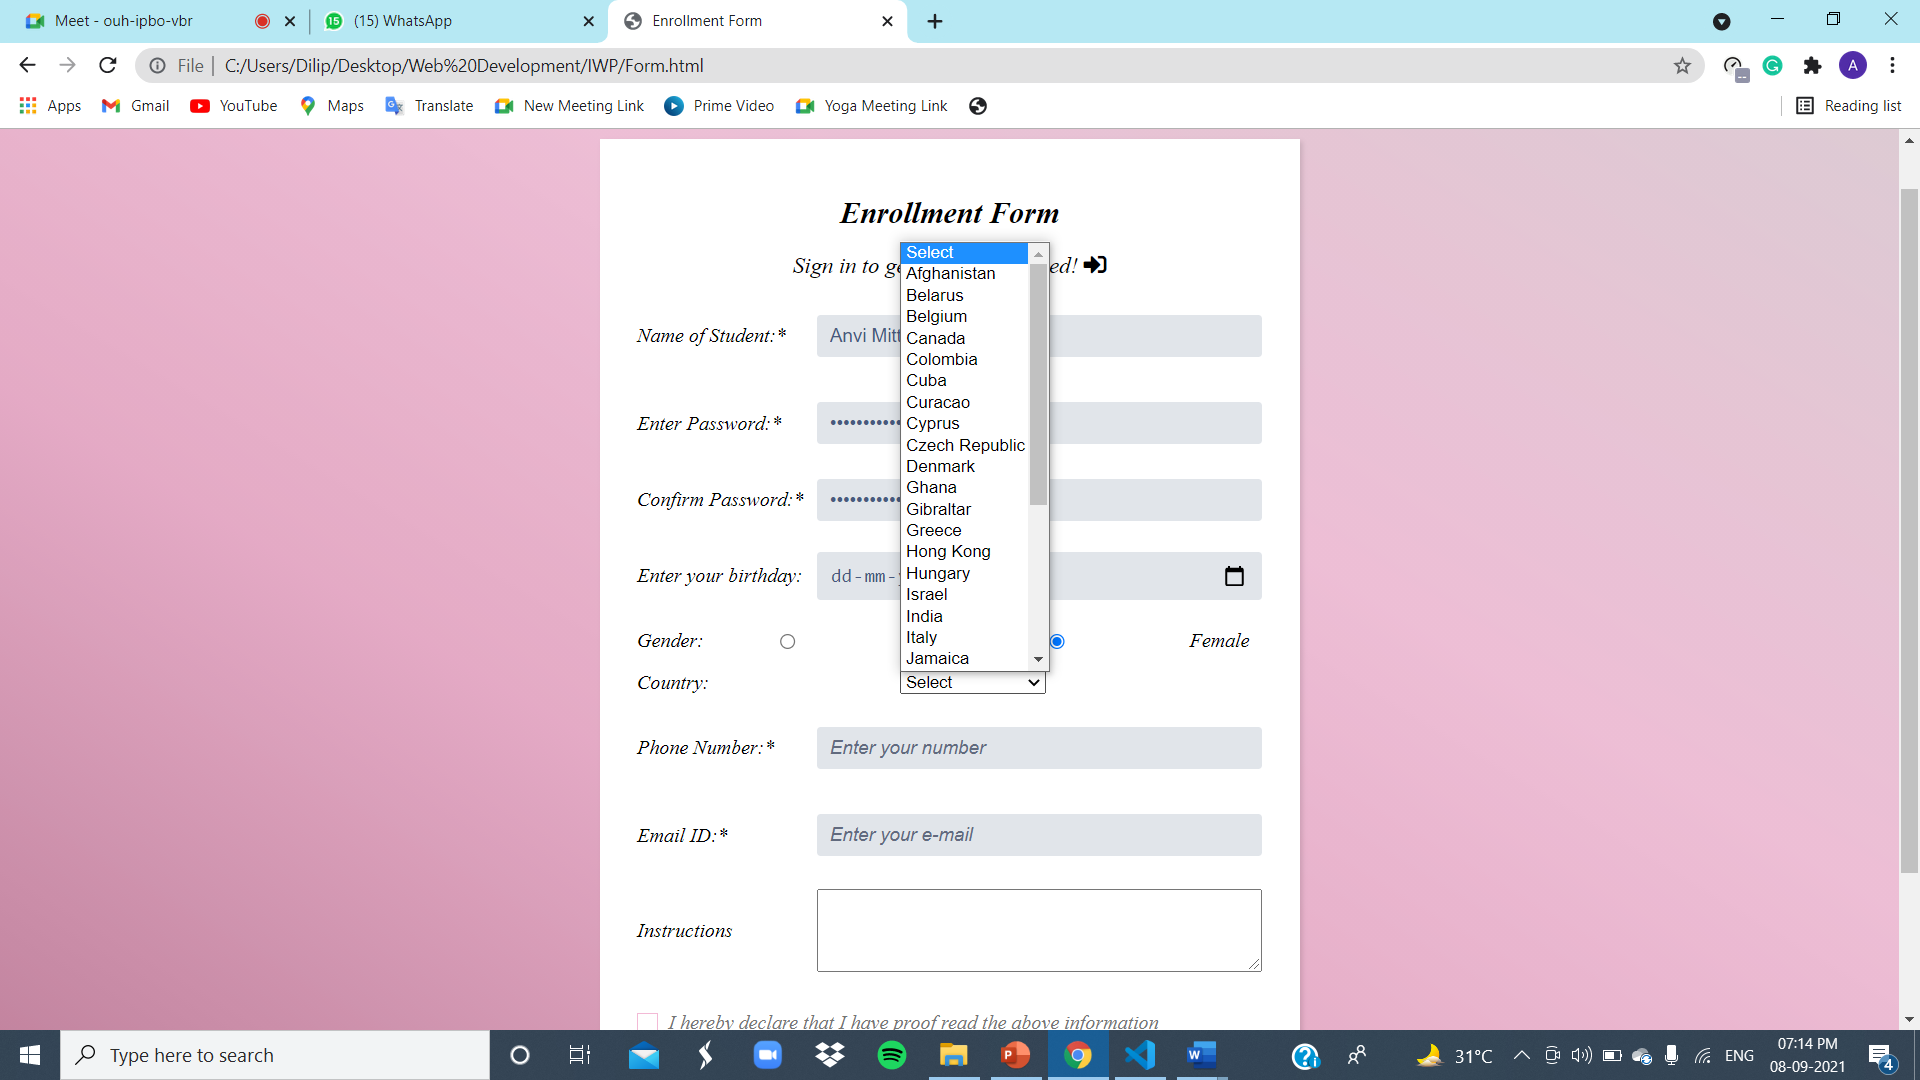 Meet - ouh-ipbo-vbr
(15) WhatsApp
Enrollment Form
File | C:/Users/Dilip/Desktop/Web%20Development/IWP/Form.html
A
Apps Gmail YouTube Maps Translate New Meeting Link Prime Video Yoga Meeting Link Reading list
Enrollment Form
Sign in to ed!
Select
Afghanistan
Belarus
Belgium
Canada
Colombia
Cuba
Curacao
Cyprus
Czech Republic
Denmark
Ghana
Gibraltar
Greece
Hong Kong
Hungary
Israel
India
Italy
Jamaica
Name of Student:* Anvi
Enter Password:*
Confirm Password:*
Enter your birthday: dd-mm-
Gender: Female
Country: Select
Phone Number:* Enter your number
Email ID:* Enter your e-mail
Instructions
I hereby declare that I have proof read the above information
Type here to search
31°C
ENG
07:14 PM
08-09-2021
4